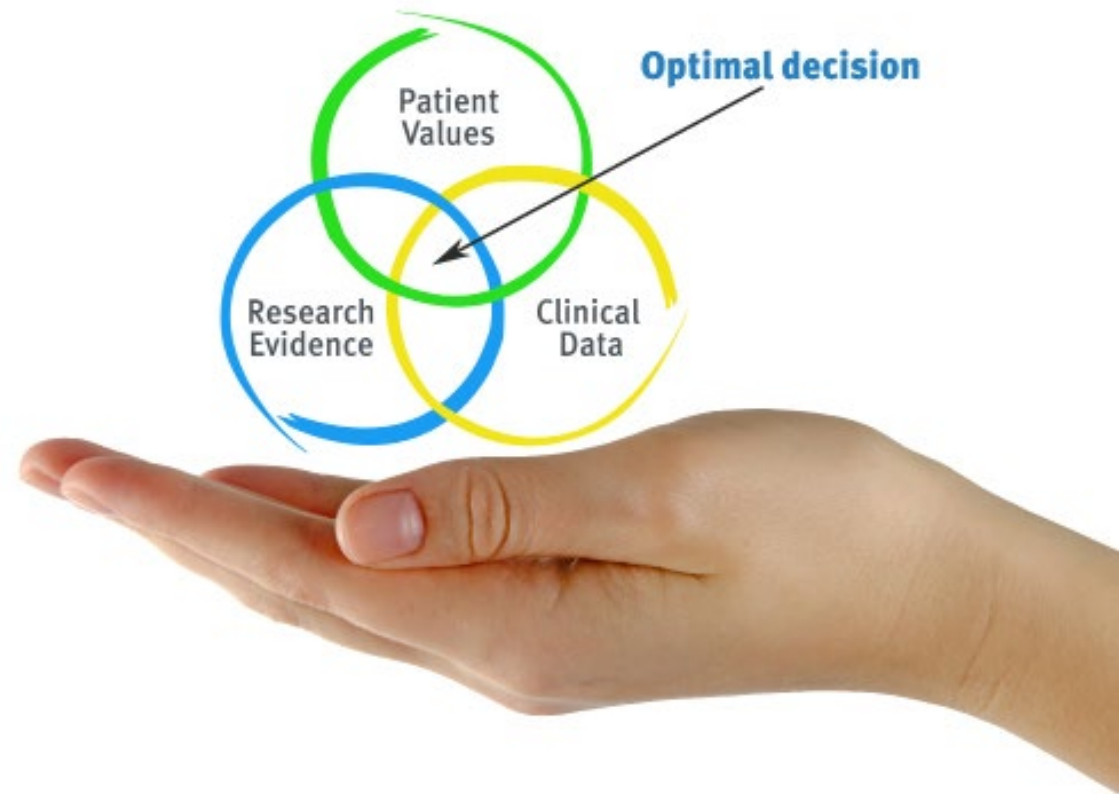 Optimal decision
Patient
Values
Research
Evidence
Clinical
Data